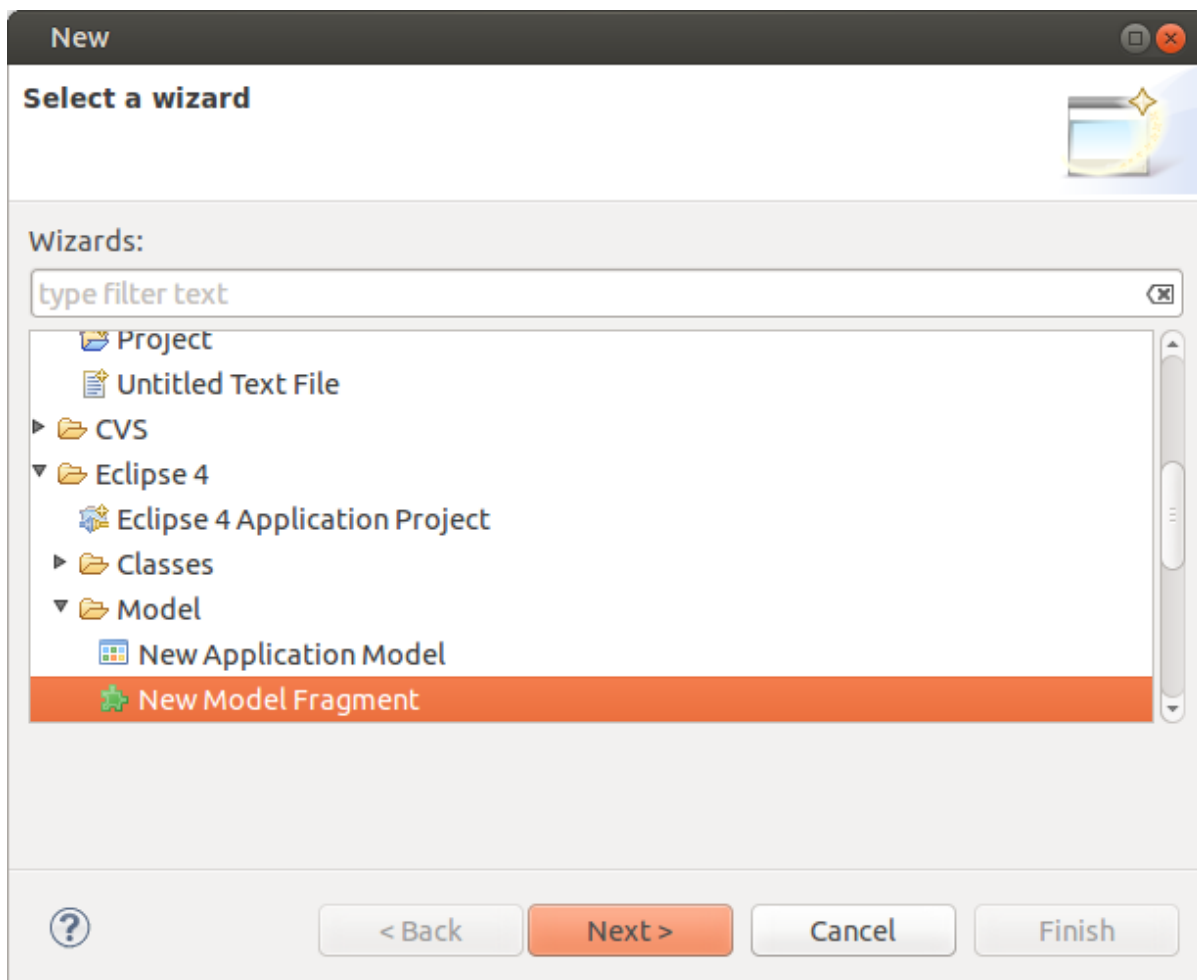 New
Select a wizard
Wizards:
type filter text
Project
Untitled Text File
CVS
Eclipse 4
Eclipse 4 Application Project
Classes
Model
New Application Model
New Model Fragment
?
< Back Next > Cancel Finish